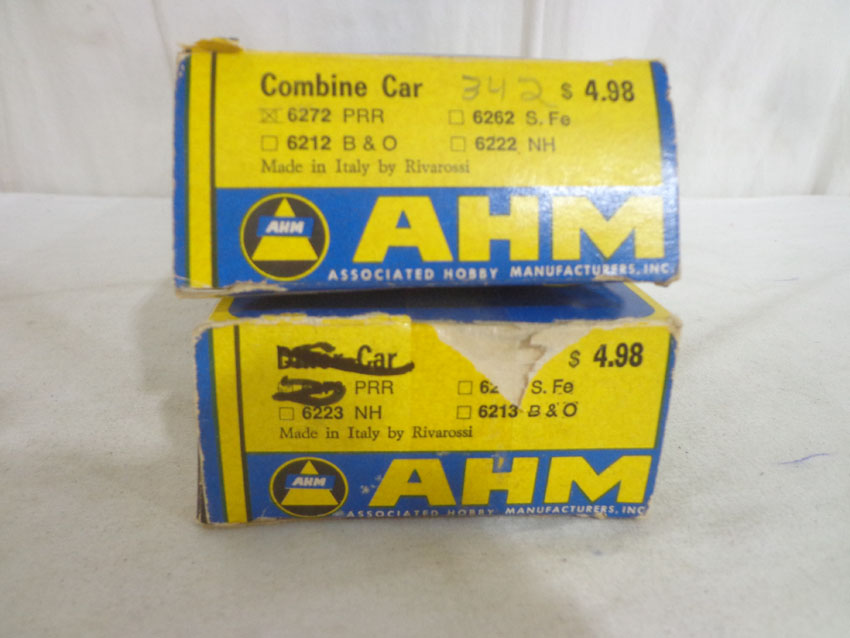 Combine Car 342 $ 4.98
6272 PRR 6262 S. Fe
6212 B & O 6222 NH
Made in Italy by Rivarossi
AHM AHM
ASSOCIATED HOBBY MANUFACTURERS, INC.
Car $ 4.98
PRR S. Fe
6223 NH 6213 B & O
Made in Italy by Rivarossi
AHM AHM
ASSOCIATED HOBBY MANUFACTURERS, INC